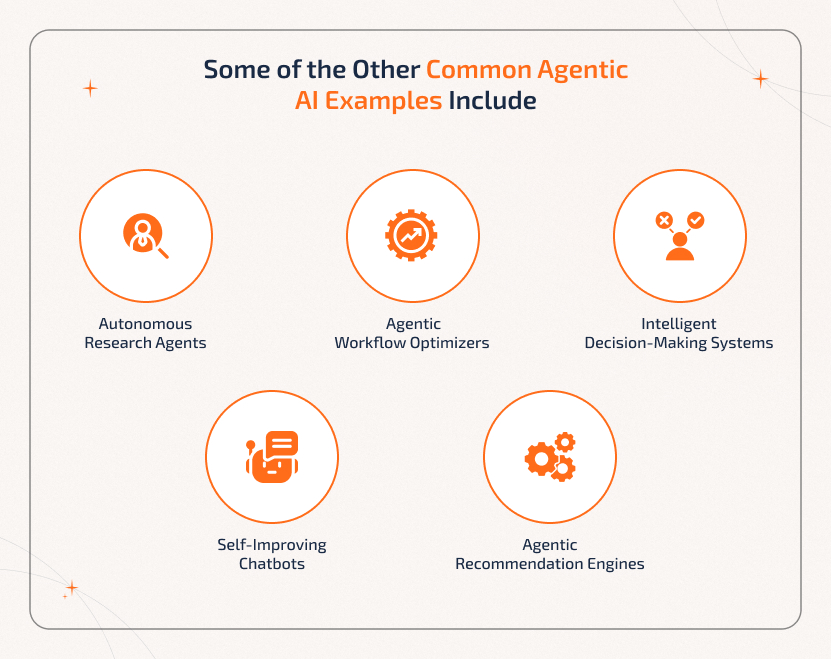 Some of the Other Common Agentic
AI Examples Include
Autonomous
Research Agents
Agentic
Workflow Optimizers
Intelligent
Decision-Making Systems
Self-Improving
Chatbots
Agentic
Recommendation Engines